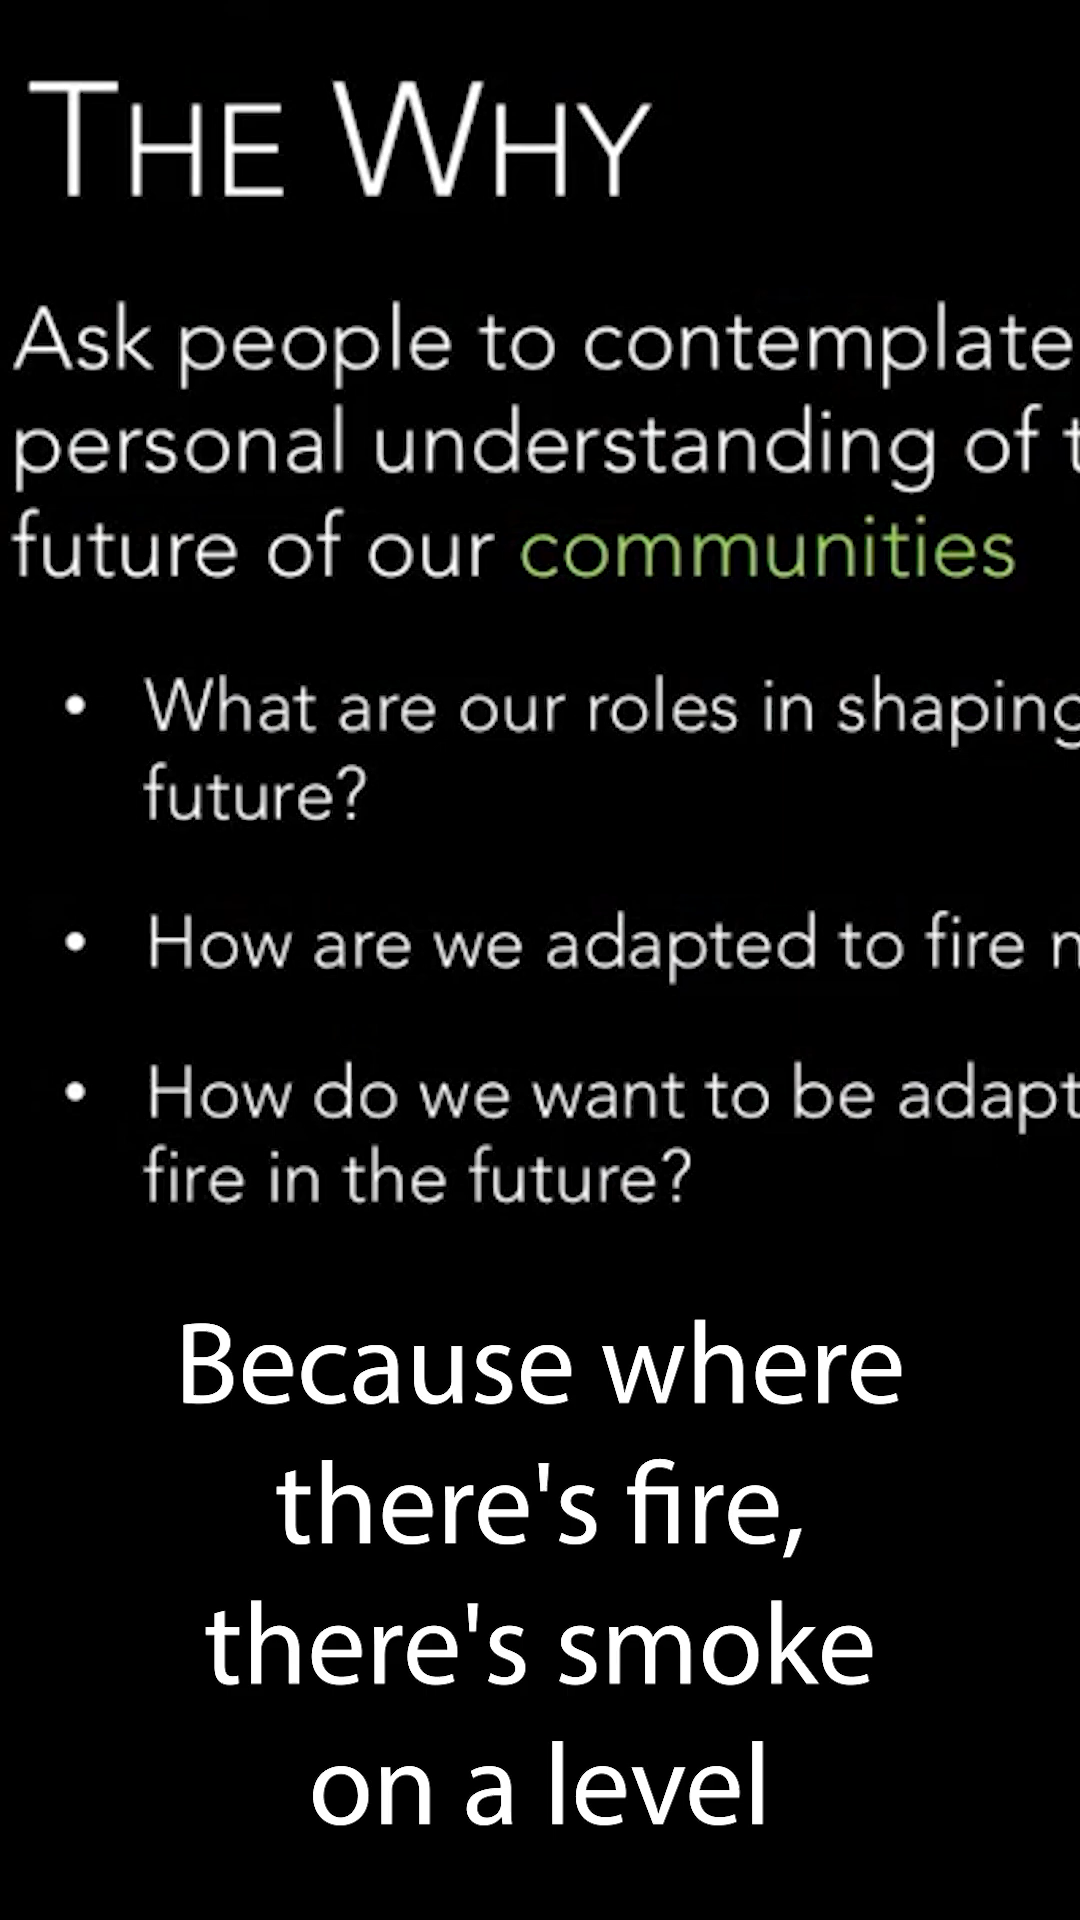 THE WHY
Ask people to contemplate
personal understanding of
future of our communities
• What are our roles in shaping
future?
• How are we adapted to fire
• How do we want to be
fire in the future?
Because where
there's fire,
there's smoke
on a level